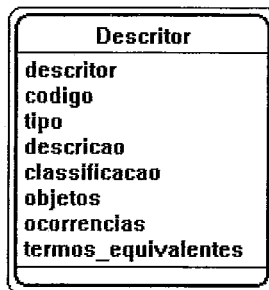 Descritor
descritor
codigo
tipo
descricao
classificacao
objetos
ocorrencias
termos_equivalentes